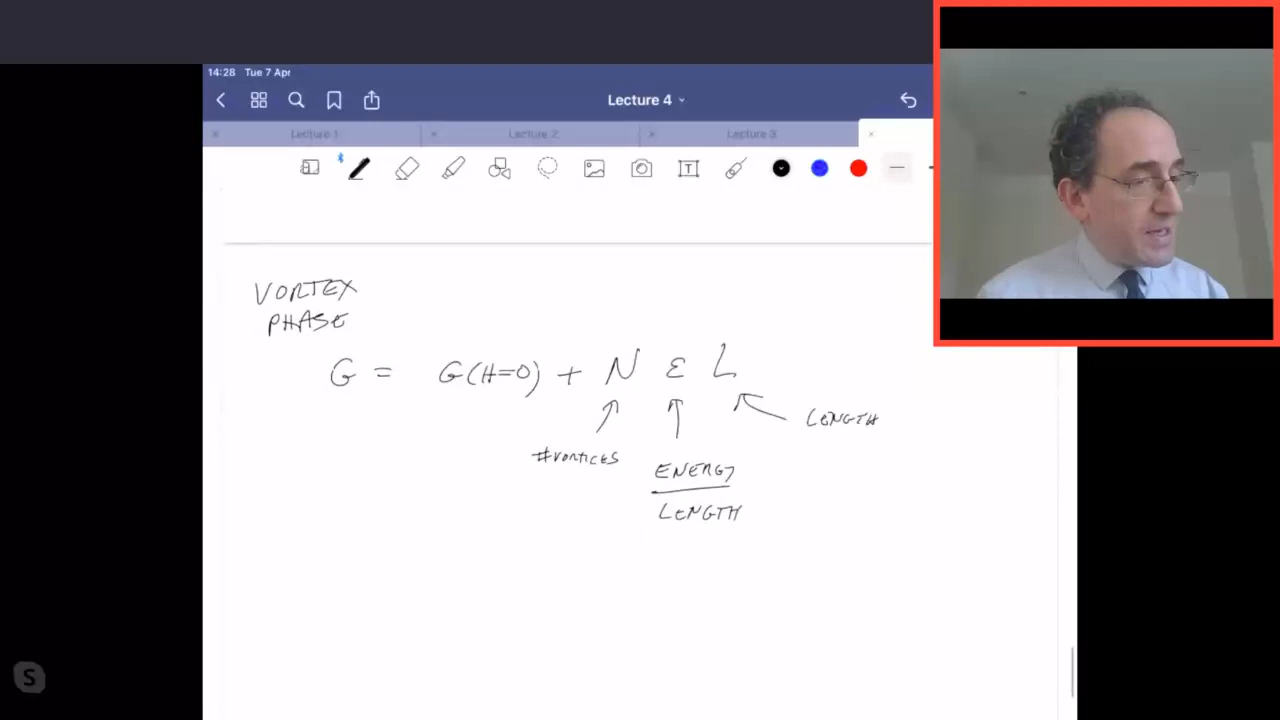 14:28 Tue 7 Apr
Lecture 4
Lecture 1
Lecture 2
Lecture 3
T
VORTEX
PHASE
G = G(H=0) + N ε L
LENGTH
#VORTICES
ENERGY
LENGTH
S